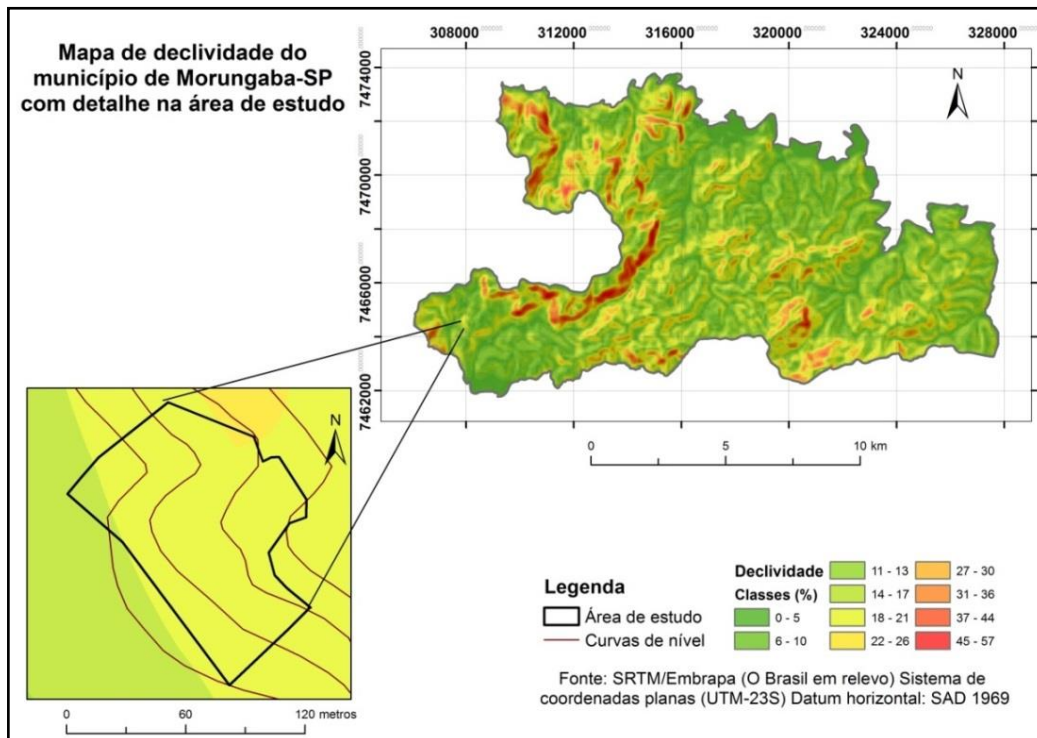 Mapa de declividade do
município de Morungaba-SP
com detalhe na área de estudo
308000 312000 316000 320000 324000 328000
7474000
7470000
7466000
7462000
N
0 5 10 km
N
0 60 120 metros
Legenda
Área de estudo
Curvas de nível
Declividade
Classes (%)
0 - 5
6 - 10
11 - 13
14 - 17
18 - 21
22 - 26
27 - 30
31 - 36
37 - 44
45 - 57
Fonte: SRTM/Embrapa (O Brasil em relevo) Sistema de
coordenadas planas (UTM-23S) Datum horizontal: SAD 1969